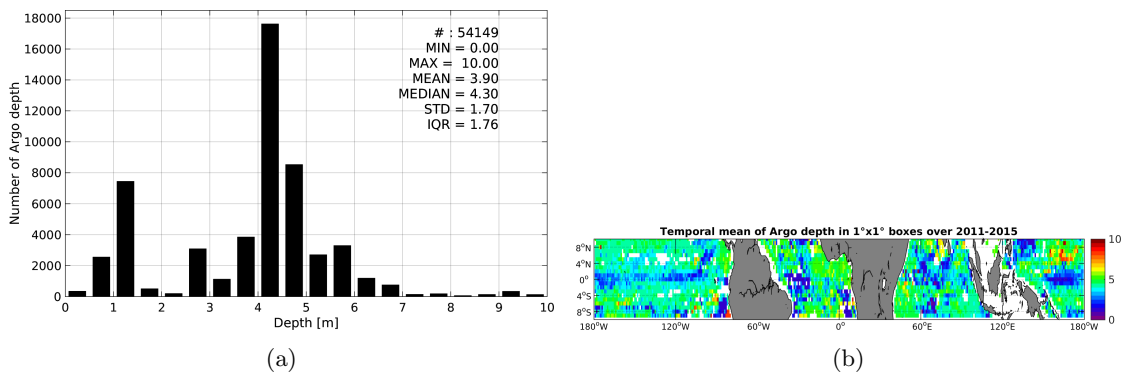 18000
16000
14000
12000
10000
8000
6000
4000
2000
0
Number of Argo depth
# : 54149
MIN = 0.00
MAX = 10.00
MEAN = 3.90
MEDIAN = 4.30
STD = 1.70
IQR = 1.76
0 1 2 3 4 5 6 7 8 9 10
Depth [m]
(a)
Temporal mean of Argo depth in 1°x1° boxes over 2011-2015
8°N
4°N
0°
4°S
8°S
180°W 120°W 60°W 0° 60°E 120°E 180°W
10
5
0
(b)